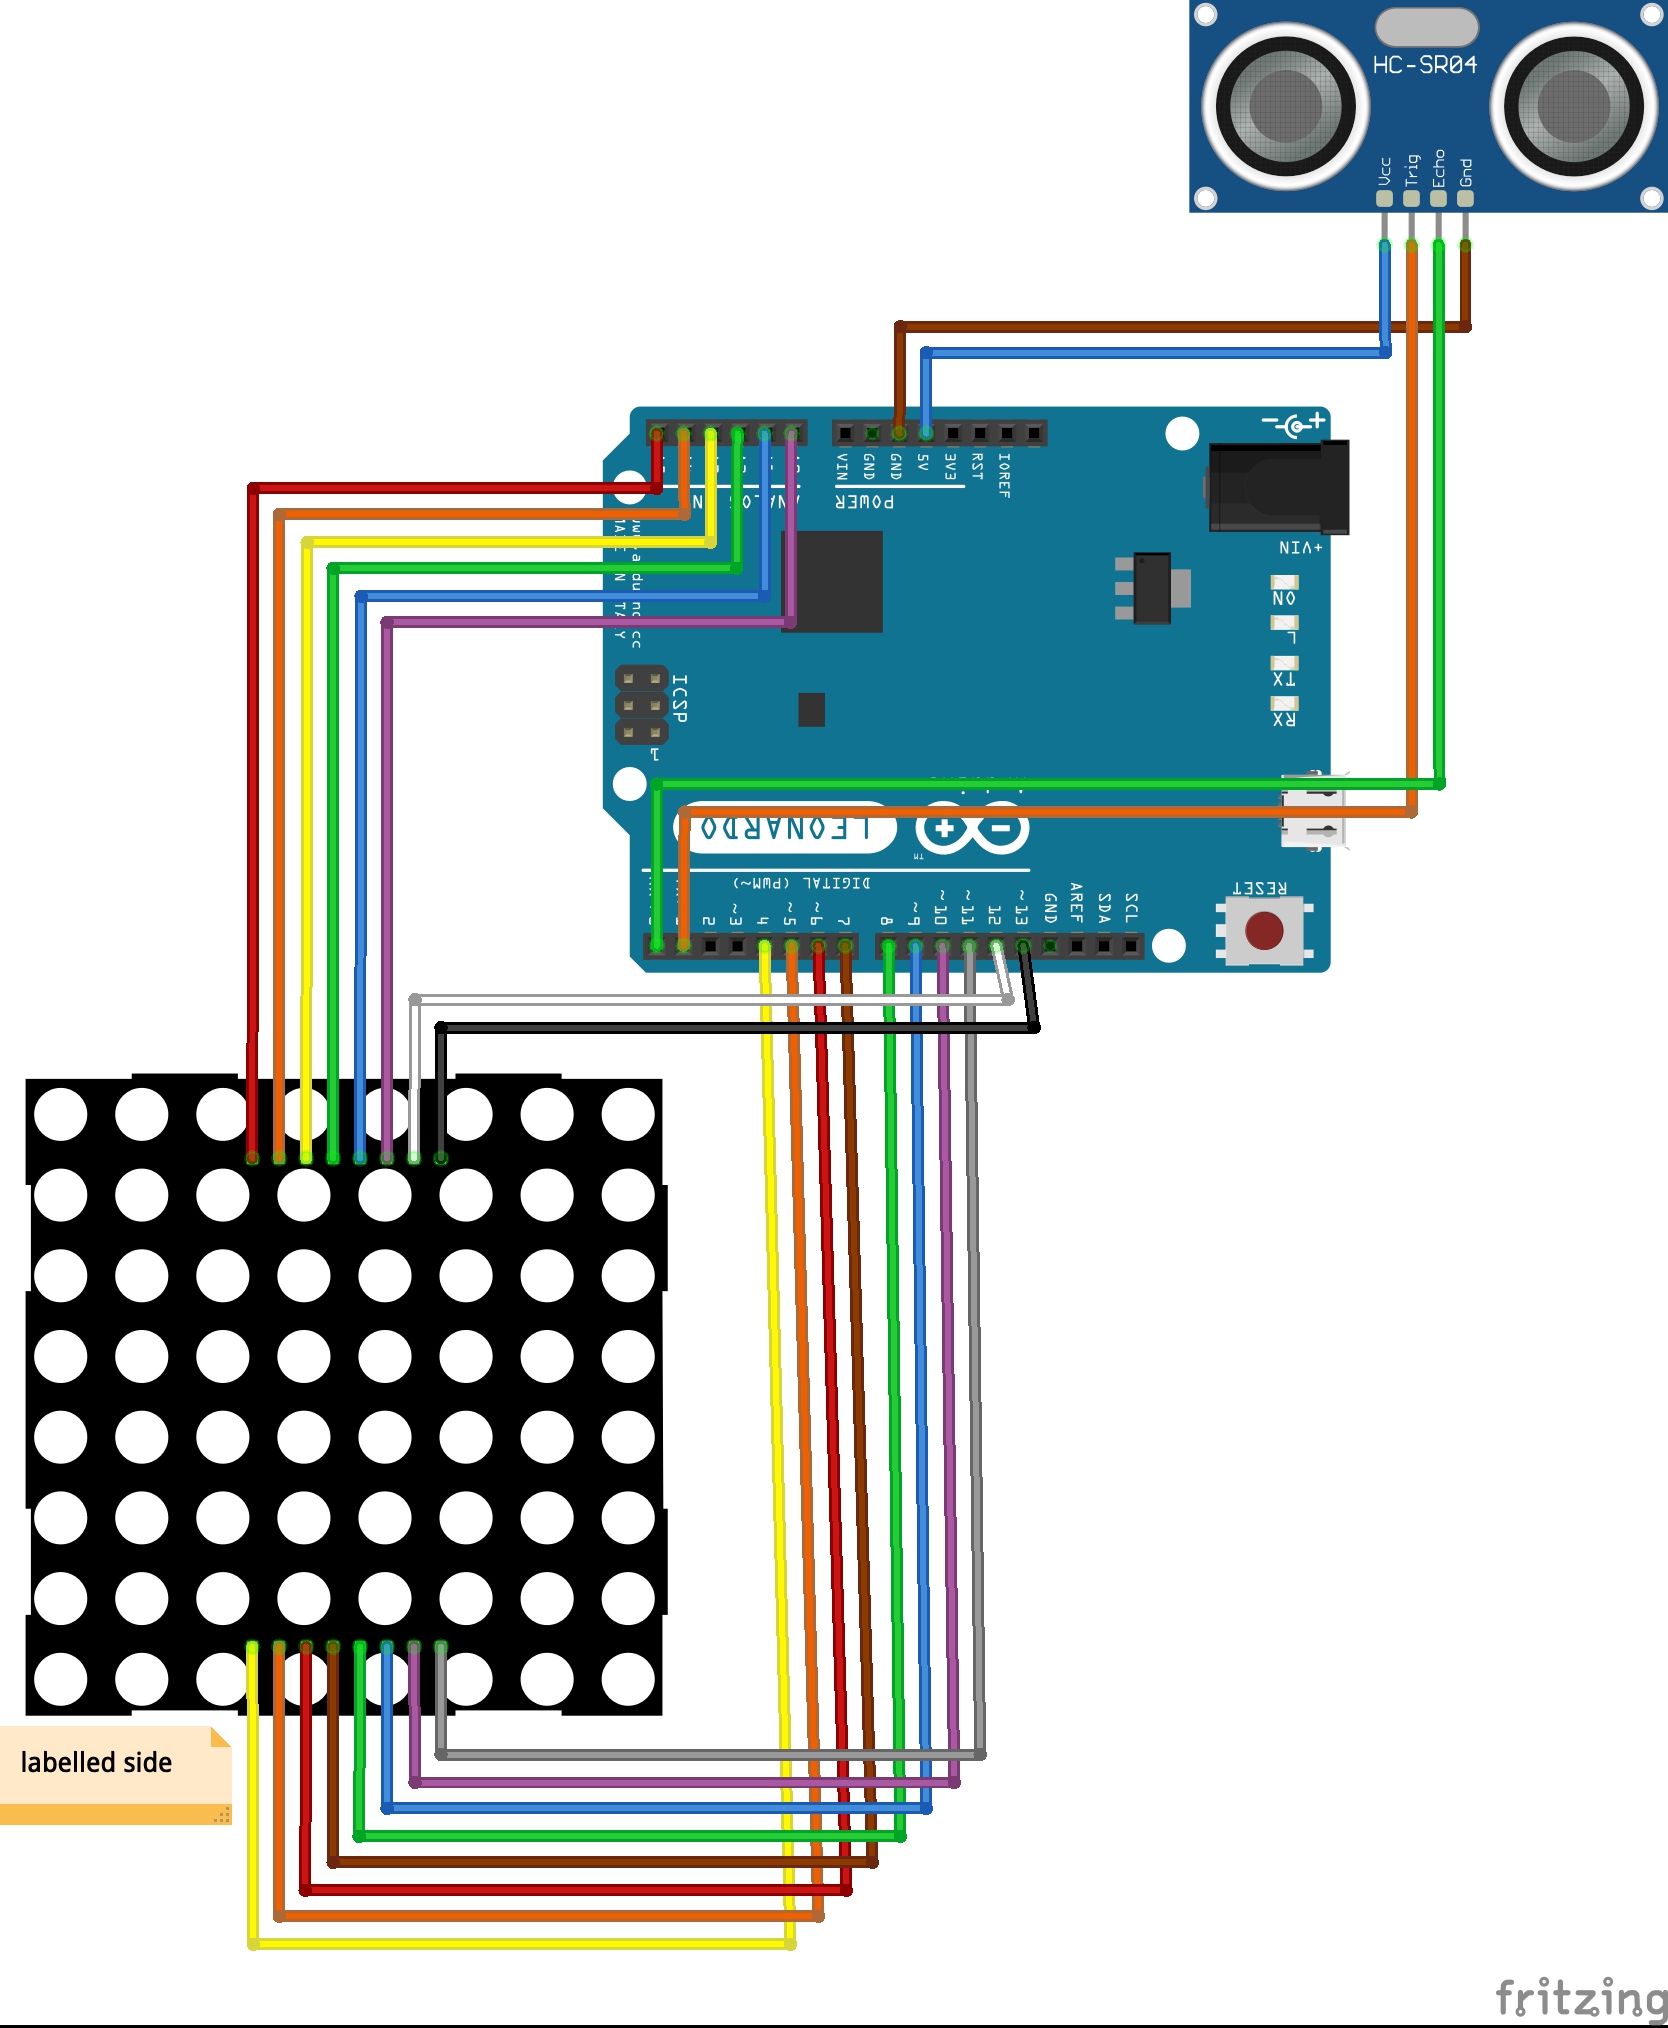 HC-SR04
Vcc
Trig
Echo
Gnd
VIN
GND
GND
5V
3V3
RST
IOREF
POWER
+VIN
ON
L
TX
RX
ICSP
1
LEONARDO
TM
DIGITAL (PWM~)
2
~3
4
~5
~6
7
8
~9
~10
~11
12
~13
GND
AREF
SDA
SCL
RESET
labelled side
fritzing